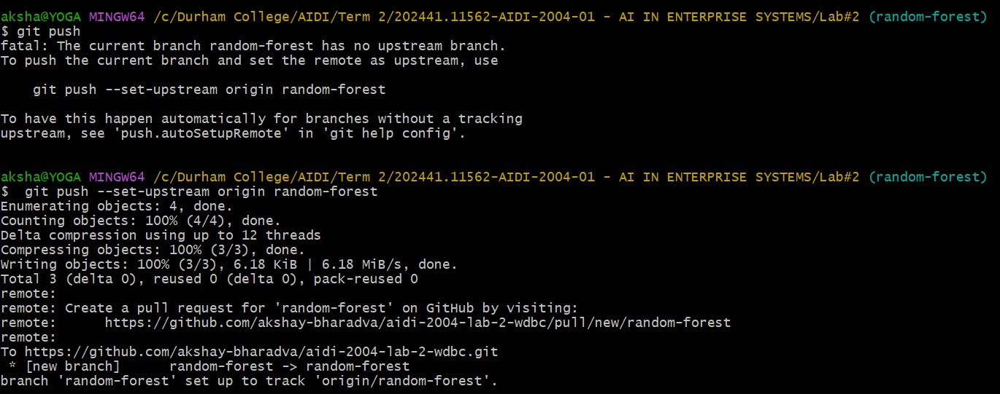 aksha@YOGA MINGW64 /c/Durham College/AIDI/Term 2/202441.11562-AIDI-2004-01 - AI IN ENTERPRISE SYSTEMS/Lab#2 (random-forest)
$ git push
fatal: The current branch random-forest has no upstream branch.
To push the current branch and set the remote as upstream, use
    git push --set-upstream origin random-forest
To have this happen automatically for branches without a tracking
upstream, see 'push.autoSetupRemote' in 'git help config'.
aksha@YOGA MINGW64 /c/Durham College/AIDI/Term 2/202441.11562-AIDI-2004-01 - AI IN ENTERPRISE SYSTEMS/Lab#2 (random-forest)
$  git push --set-upstream origin random-forest
Enumerating objects: 4, done.
Counting objects: 100% (4/4), done.
Delta compression using up to 12 threads
Compressing objects: 100% (3/3), done.
Writing objects: 100% (3/3), 6.18 KiB | 6.18 MiB/s, done.
Total 3 (delta 0), reused 0 (delta 0), pack-reused 0
remote:
remote: Create a pull request for 'random-forest' on GitHub by visiting:
remote:      https://github.com/akshay-bharadva/aidi-2004-lab-2-wdbc/pull/new/random-forest
remote:
To https://github.com/akshay-bharadva/aidi-2004-lab-2-wdbc.git
 * [new branch]      random-forest -> random-forest
branch 'random-forest' set up to track 'origin/random-forest'.